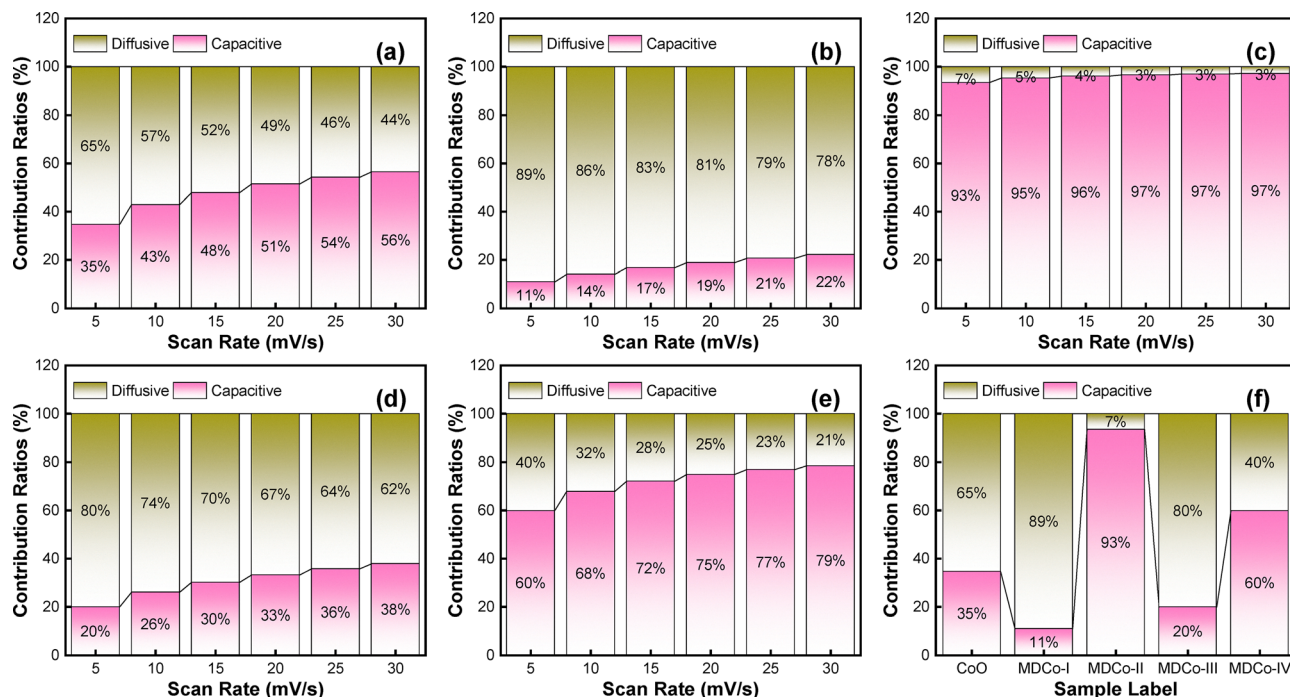 120
100
80
60
40
20
0
Contribution Ratios (%)
Diffusive Capacitive
(a)
65% 57% 52% 49% 46% 44%
35% 43% 48% 51% 54% 56%
5 10 15 20 25 30
Scan Rate (mV/s)
120
100
80
60
40
20
0
Contribution Ratios (%)
Diffusive Capacitive
(b)
89% 86% 83% 81% 79% 78%
11% 14% 17% 19% 21% 22%
5 10 15 20 25 30
Scan Rate (mV/s)
120
100
80
60
40
20
0
Contribution Ratios (%)
Diffusive Capacitive
(c)
7% 5% 4% 3% 3% 3%
93% 95% 96% 97% 97% 97%
5 10 15 20 25 30
Scan Rate (mV/s)
120
100
80
60
40
20
0
Contribution Ratios (%)
Diffusive Capacitive
(d)
80% 74% 70% 67% 64% 62%
20% 26% 30% 33% 36% 38%
5 10 15 20 25 30
Scan Rate (mV/s)
120
100
80
60
40
20
0
Contribution Ratios (%)
Diffusive Capacitive
(e)
40% 32% 28% 25% 23% 21%
60% 68% 72% 75% 77% 79%
5 10 15 20 25 30
Scan Rate (mV/s)
120
100
80
60
40
20
0
Contribution Ratios (%)
Diffusive Capacitive
(f)
65% 89% 7% 80% 40%
35% 11% 93% 20% 60%
CoO MDCo-I MDCo-II MDCo-III MDCo-IV
Sample Label